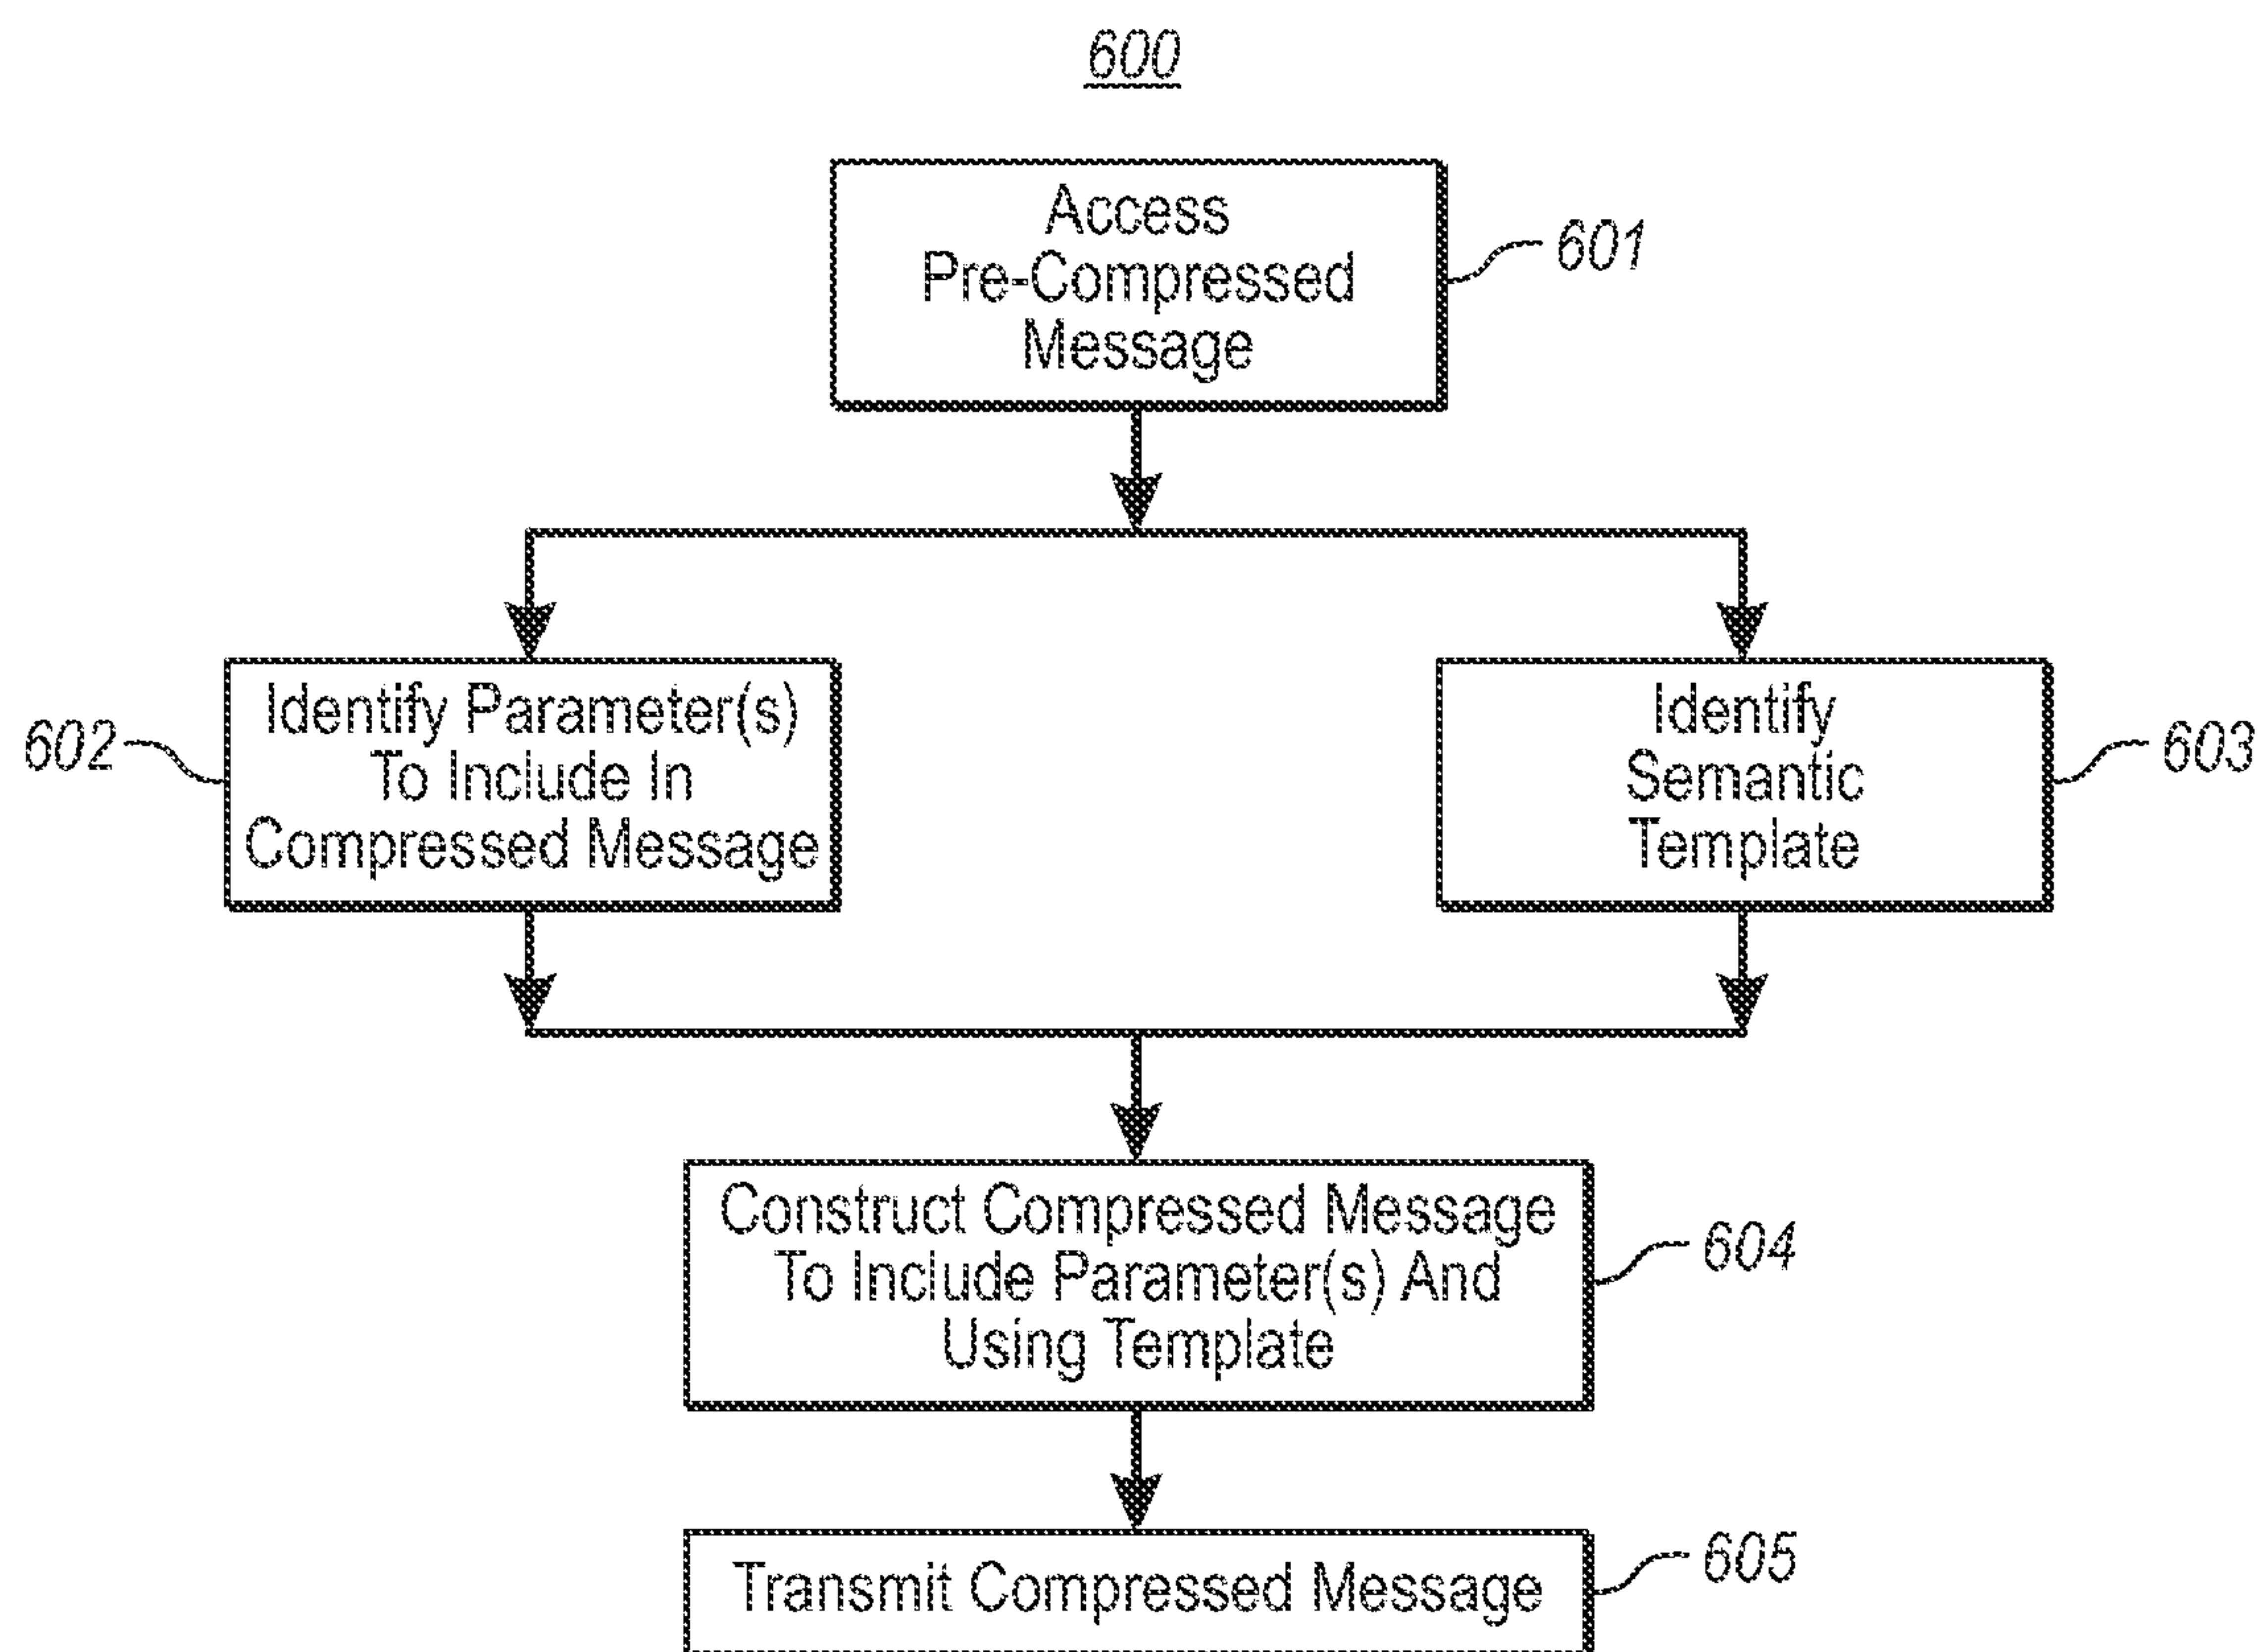 600
Access
Pre-Compressed
Message
601
Identify Parameter(s)
To Include In
Compressed Message
602
Identify
Semantic
Template
603
Construct Compressed Message
To Include Parameter(s) And
Using Template
604
Transmit Compressed Message
605